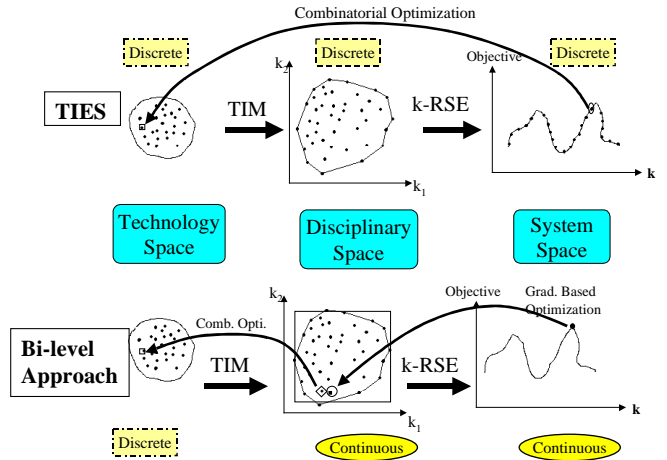 Combinatorial Optimization
Discrete
Discrete
Discrete
k2
Objective
TIES
TIM
k-RSE
k1
k
Technology
Space
Disciplinary
Space
System
Space
k2
Objective
Grad. Based
Optimization
Comb. Opti.
Bi-level
Approach
TIM
k-RSE
k1
k
Discrete
Continuous
Continuous